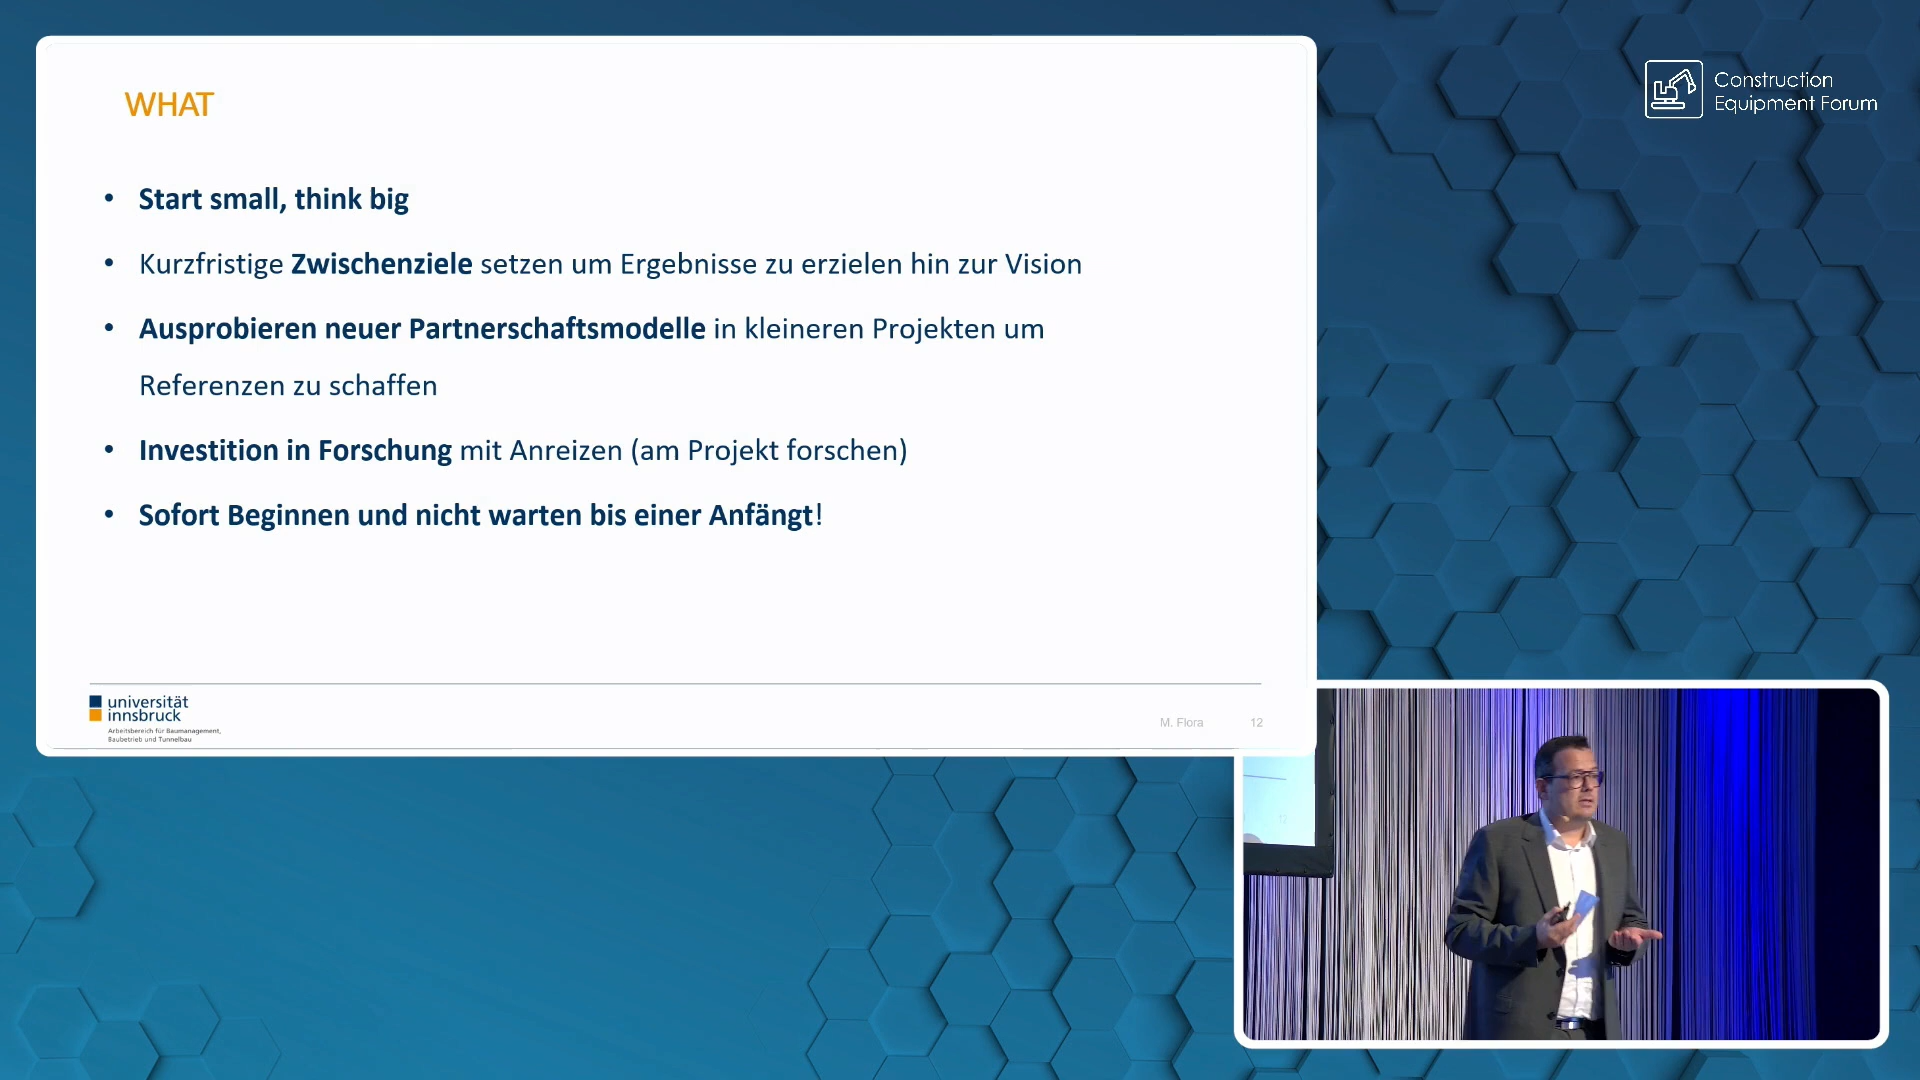 WHAT
• Start small, think big
• Kurzfristige Zwischenziele setzen um Ergebnisse zu erzielen hin zur Vision
• Ausprobieren neuer Partnerschaftsmodelle in kleineren Projekten um
Referenzen zu schaffen
• Investition in Forschung mit Anreizen (am Projekt forschen)
• Sofort Beginnen und nicht warten bis einer Anfängt!
universität
innsbruck
Arbeitsbereich für Baumanagement,
Baubetrieb und Tunnelbau
M. Flora 12
Construction
Equipment Forum
12